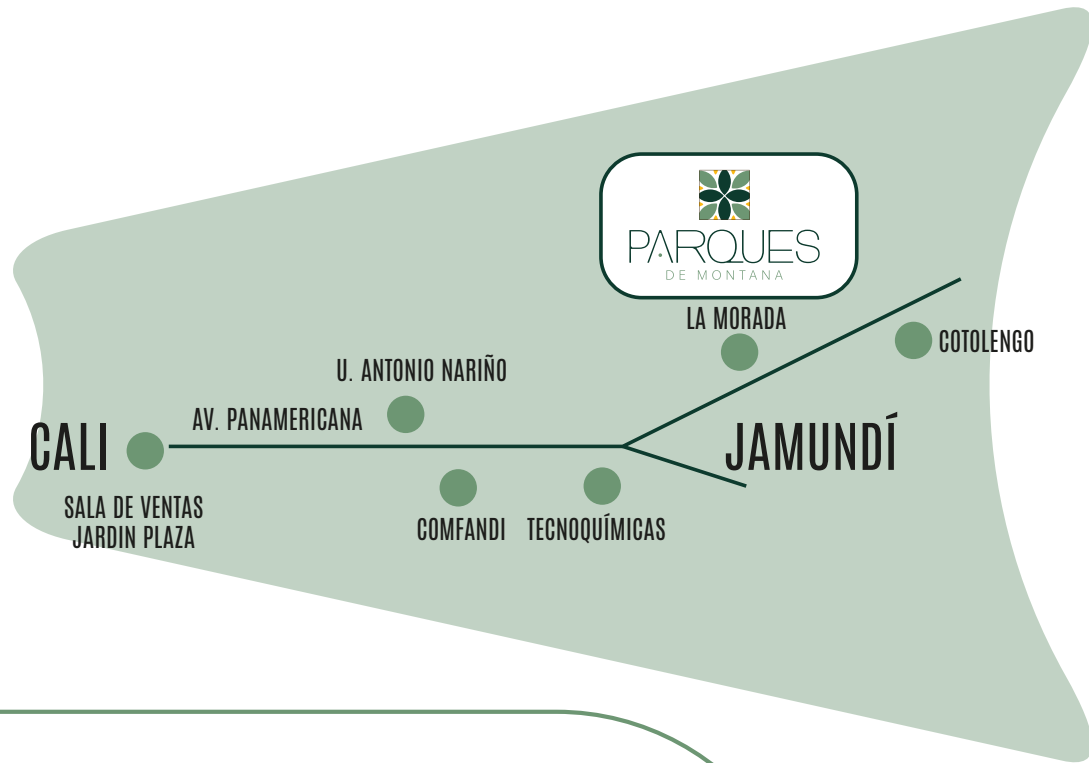 PARQUES
DE MONTANA
LA MORADA
COTOLENGO
U. ANTONIO NARIÑO
AV. PANAMERICANA
CALI
JAMUNDÍ
SALA DE VENTAS
JARDIN PLAZA
COMFANDI
TECNOQUÍMICAS